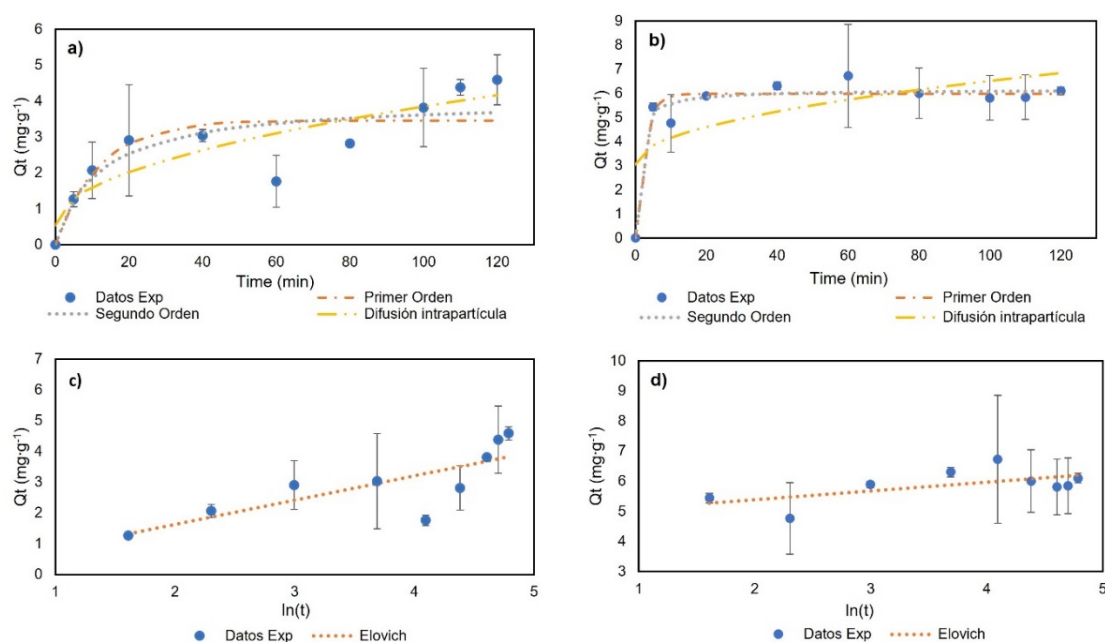 a)
Qt (mg·g-1)
6
5
4
3
2
1
0
0 20 40 60 80 100 120
Time (min)
Datos Exp Primer Orden
Segundo Orden Difusión intrapartícula
b)
Qt (mg·g-1)
9
8
7
6
5
4
3
2
1
0
0 20 40 60 80 100 120
Time (min)
Datos Exp Primer Orden
Segundo Orden Difusión intrapartícula
c)
Qt (mg·g-1)
7
6
5
4
3
2
1
0
1 2 3 4 5
ln(t)
Datos Exp Elovich
d)
Qt (mg·g-1)
10
9
8
7
6
5
4
3
1 2 3 4 5
ln(t)
Datos Exp Elovich